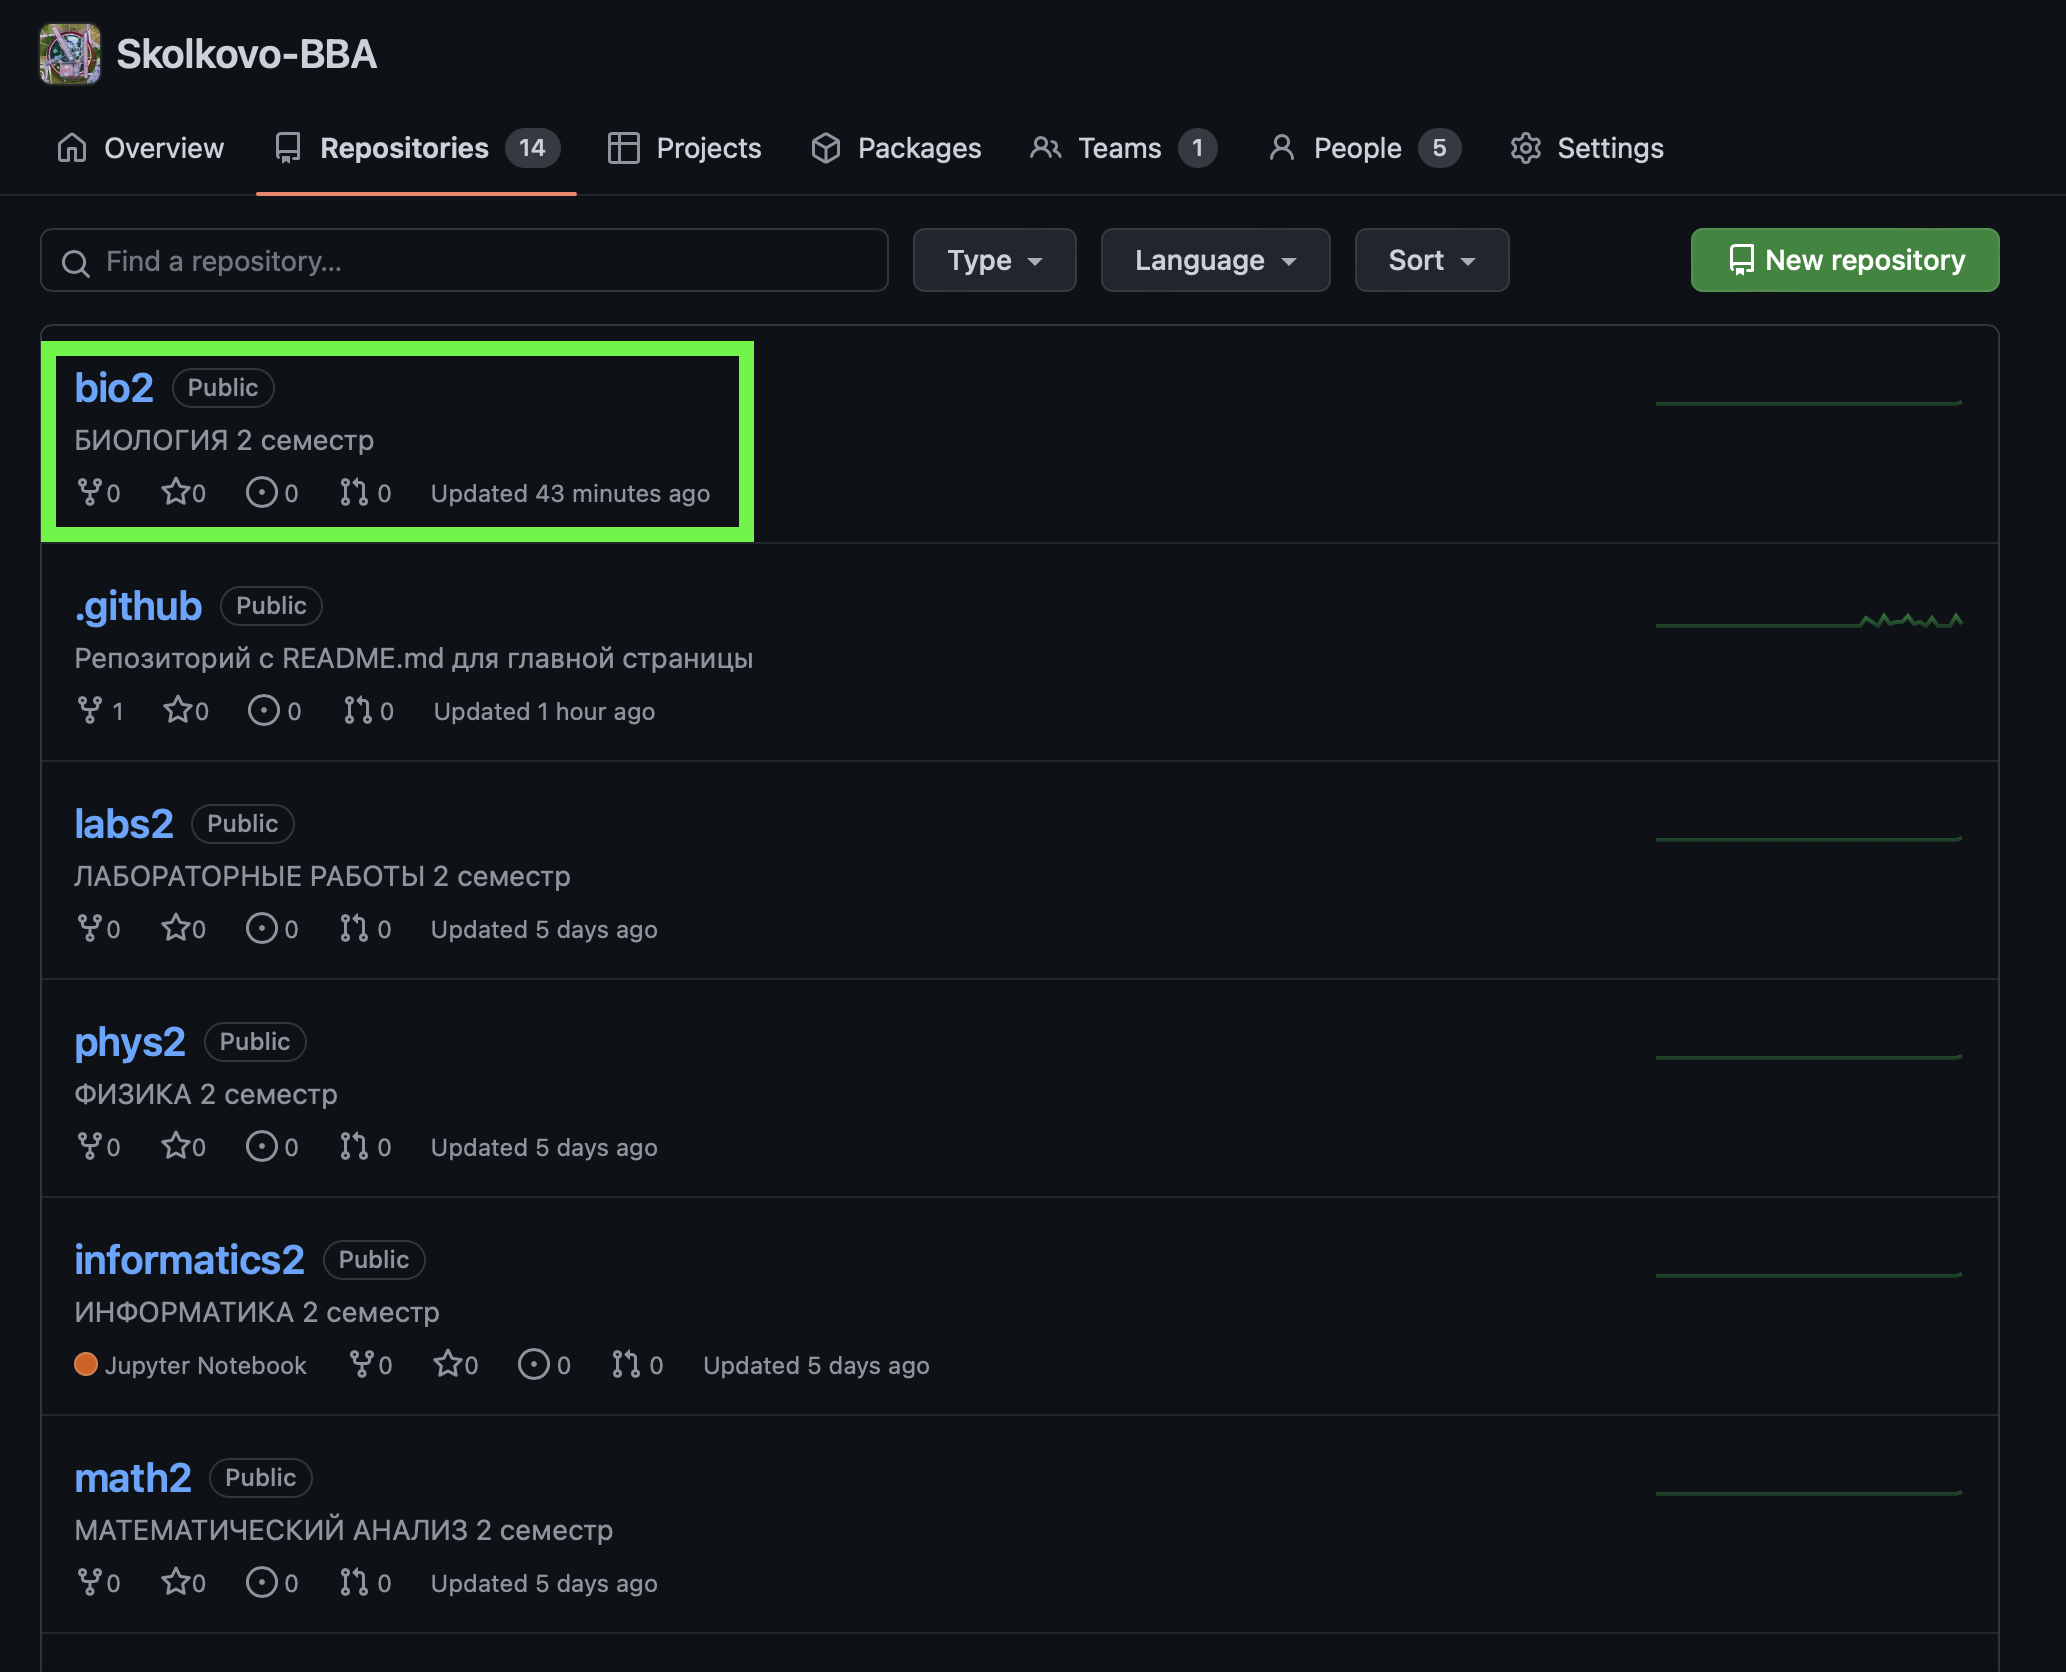 Skolkovo-BBA
Overview Repositories 14 Projects Packages Teams 1 People 5 Settings
Find a repository... Type Language Sort New repository
bio2 Public
БИОЛОГИЯ 2 семестр
0 0 0 0 Updated 43 minutes ago
.github Public
Репозиторий с README.md для главной страницы
1 0 0 0 Updated 1 hour ago
labs2 Public
ЛАБОРАТОРНЫЕ РАБОТЫ 2 семестр
0 0 0 0 Updated 5 days ago
phys2 Public
ФИЗИКА 2 семестр
0 0 0 0 Updated 5 days ago
informatics2 Public
ИНФОРМАТИКА 2 семестр
Jupyter Notebook 0 0 0 0 Updated 5 days ago
math2 Public
МАТЕМАТИЧЕСКИЙ АНАЛИЗ 2 семестр
0 0 0 0 Updated 5 days ago